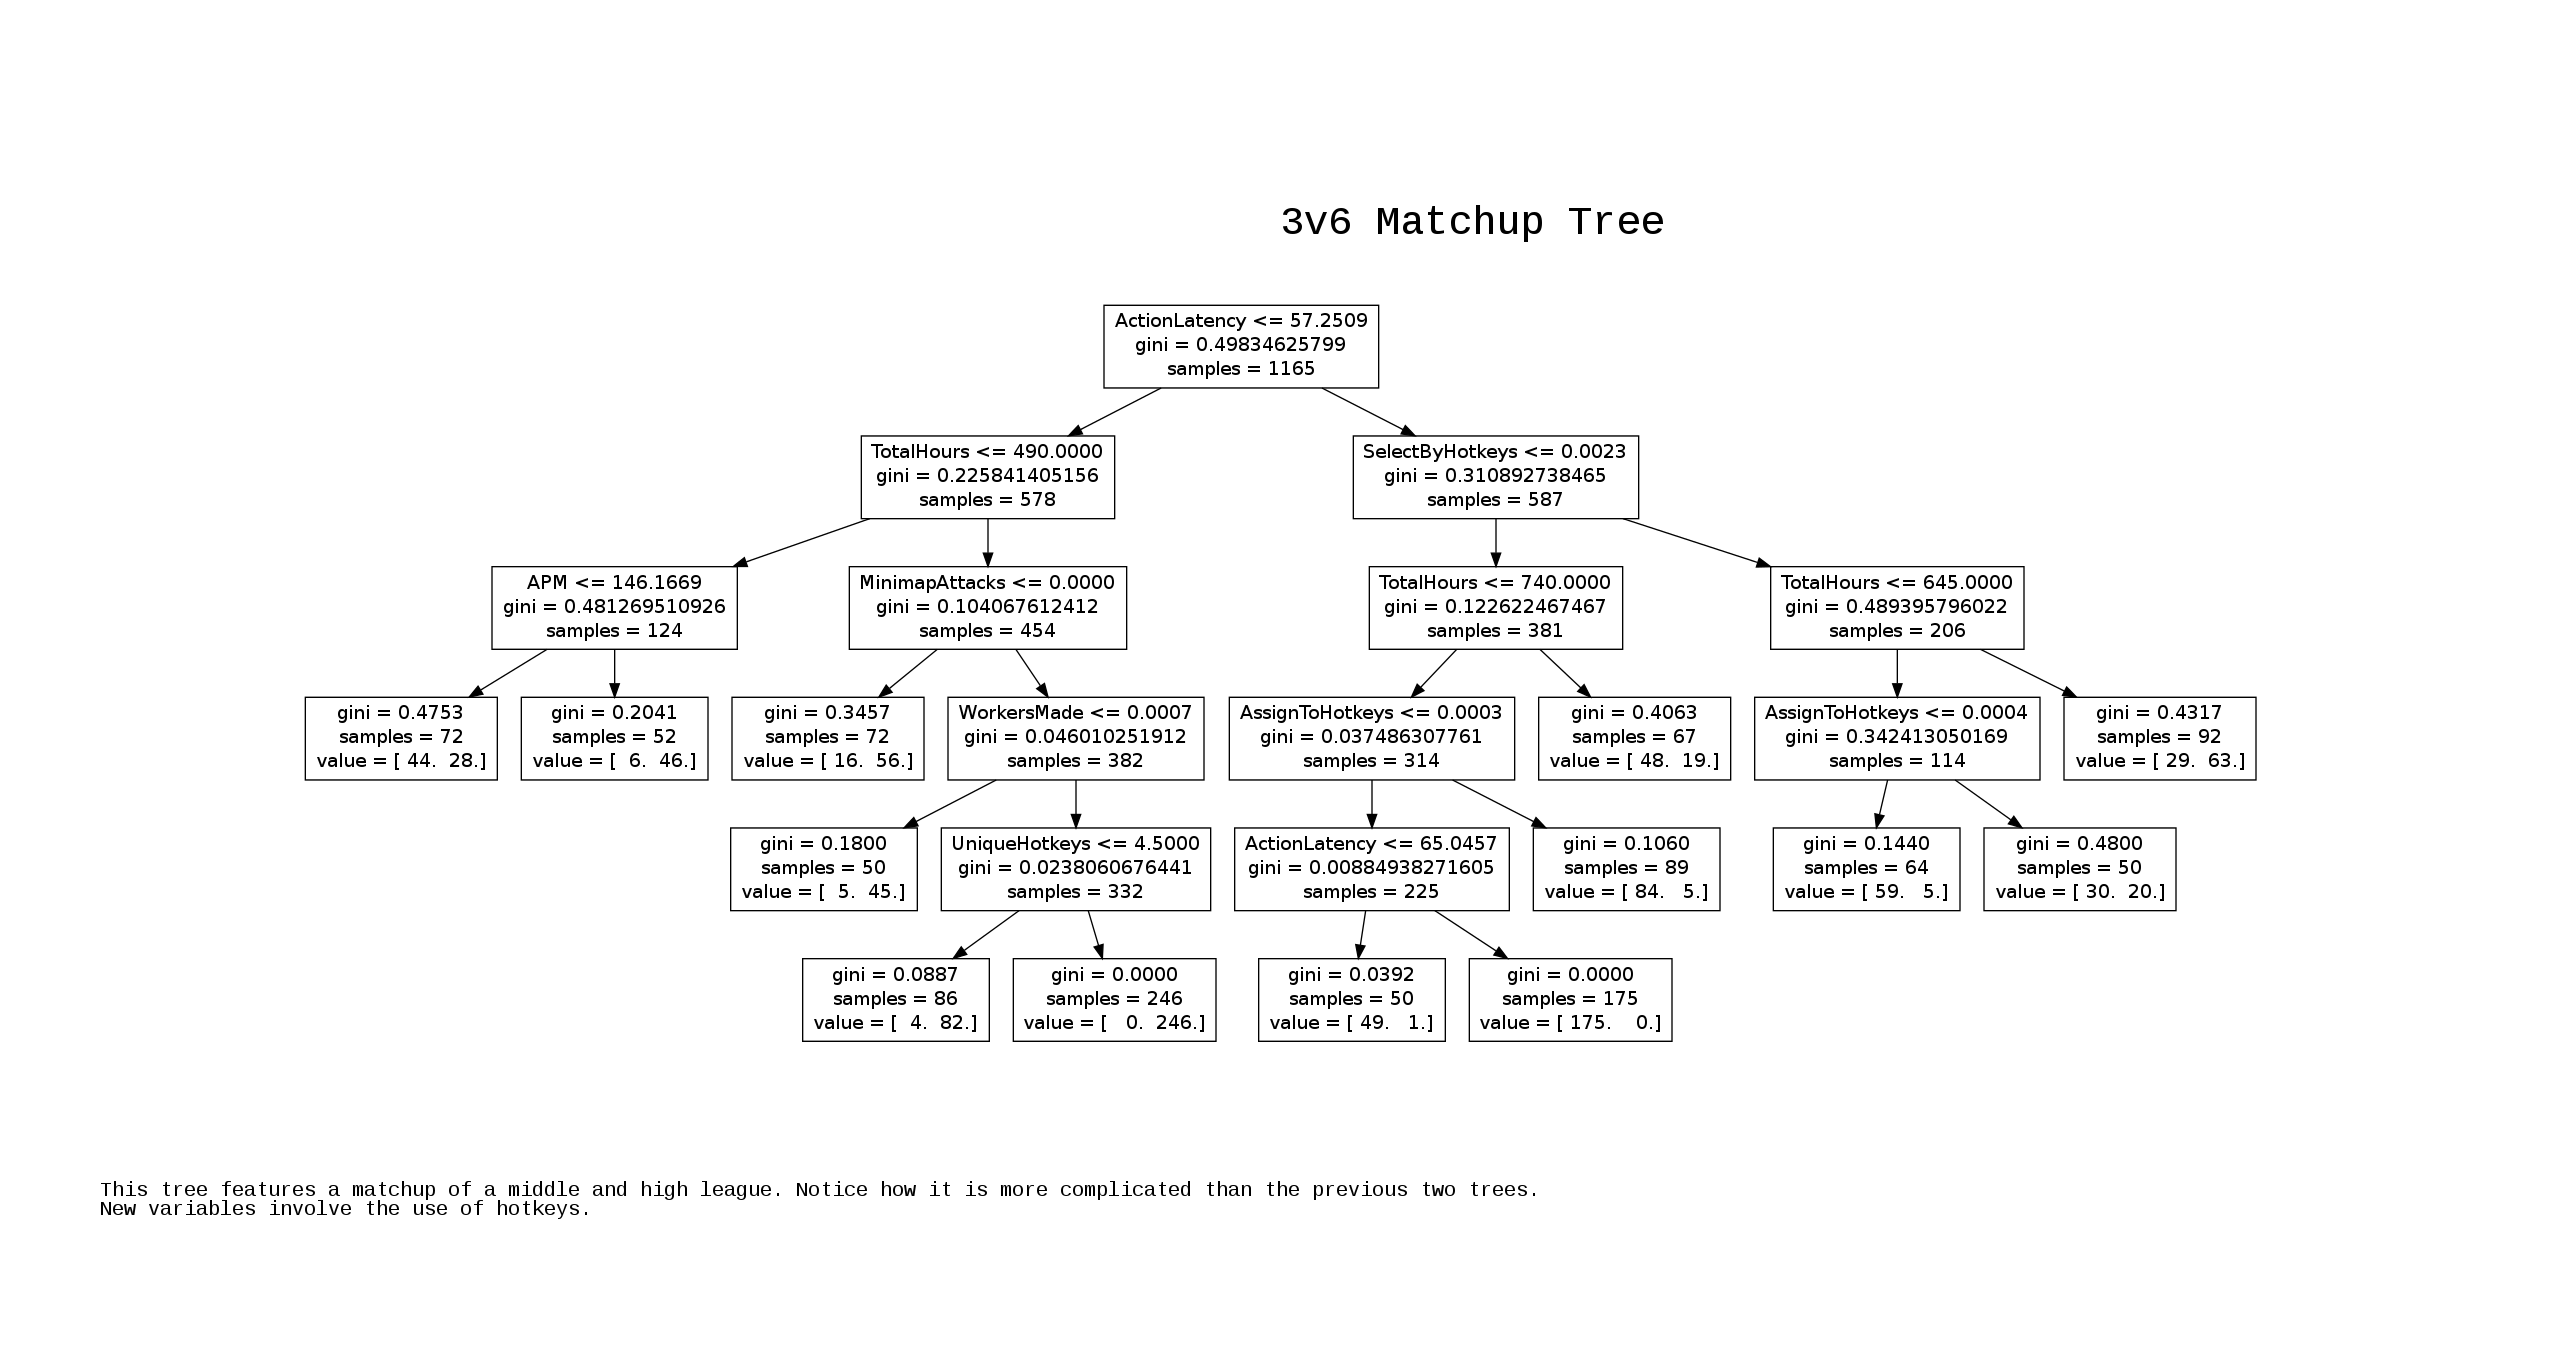 3v6 Matchup Tree
ActionLatency <= 57.2509
gini = 0.49834625799
samples = 1165
TotalHours <= 490.0000
gini = 0.225841405156
samples = 578
SelectByHotkeys <= 0.0023
gini = 0.310892738465
samples = 587
APM <= 146.1669
gini = 0.481269510926
samples = 124
MinimapAttacks <= 0.0000
gini = 0.104067612412
samples = 454
TotalHours <= 740.0000
gini = 0.122622467467
samples = 381
TotalHours <= 645.0000
gini = 0.489395796022
samples = 206
gini = 0.4753
samples = 72
value = [ 44.  28.]
gini = 0.2041
samples = 52
value = [  6.  46.]
gini = 0.3457
samples = 72
value = [ 16.  56.]
WorkersMade <= 0.0007
gini = 0.046010251912
samples = 382
AssignToHotkeys <= 0.0003
gini = 0.037486307761
samples = 314
gini = 0.4063
samples = 67
value = [ 48.  19.]
AssignToHotkeys <= 0.0004
gini = 0.342413050169
samples = 114
gini = 0.4317
samples = 92
value = [ 29.  63.]
gini = 0.1800
samples = 50
value = [  5.  45.]
UniqueHotkeys <= 4.5000
gini = 0.0238060676441
samples = 332
ActionLatency <= 65.0457
gini = 0.00884938271605
samples = 225
gini = 0.1060
samples = 89
value = [ 84.   5.]
gini = 0.1440
samples = 64
value = [ 59.   5.]
gini = 0.4800
samples = 50
value = [ 30.  20.]
gini = 0.0887
samples = 86
value = [  4.  82.]
gini = 0.0000
samples = 246
value = [   0.  246.]
gini = 0.0392
samples = 50
value = [ 49.   1.]
gini = 0.0000
samples = 175
value = [ 175.    0.]
This tree features a matchup of a middle and high league. Notice how it is more complicated than the previous two trees.
New variables involve the use of hotkeys.